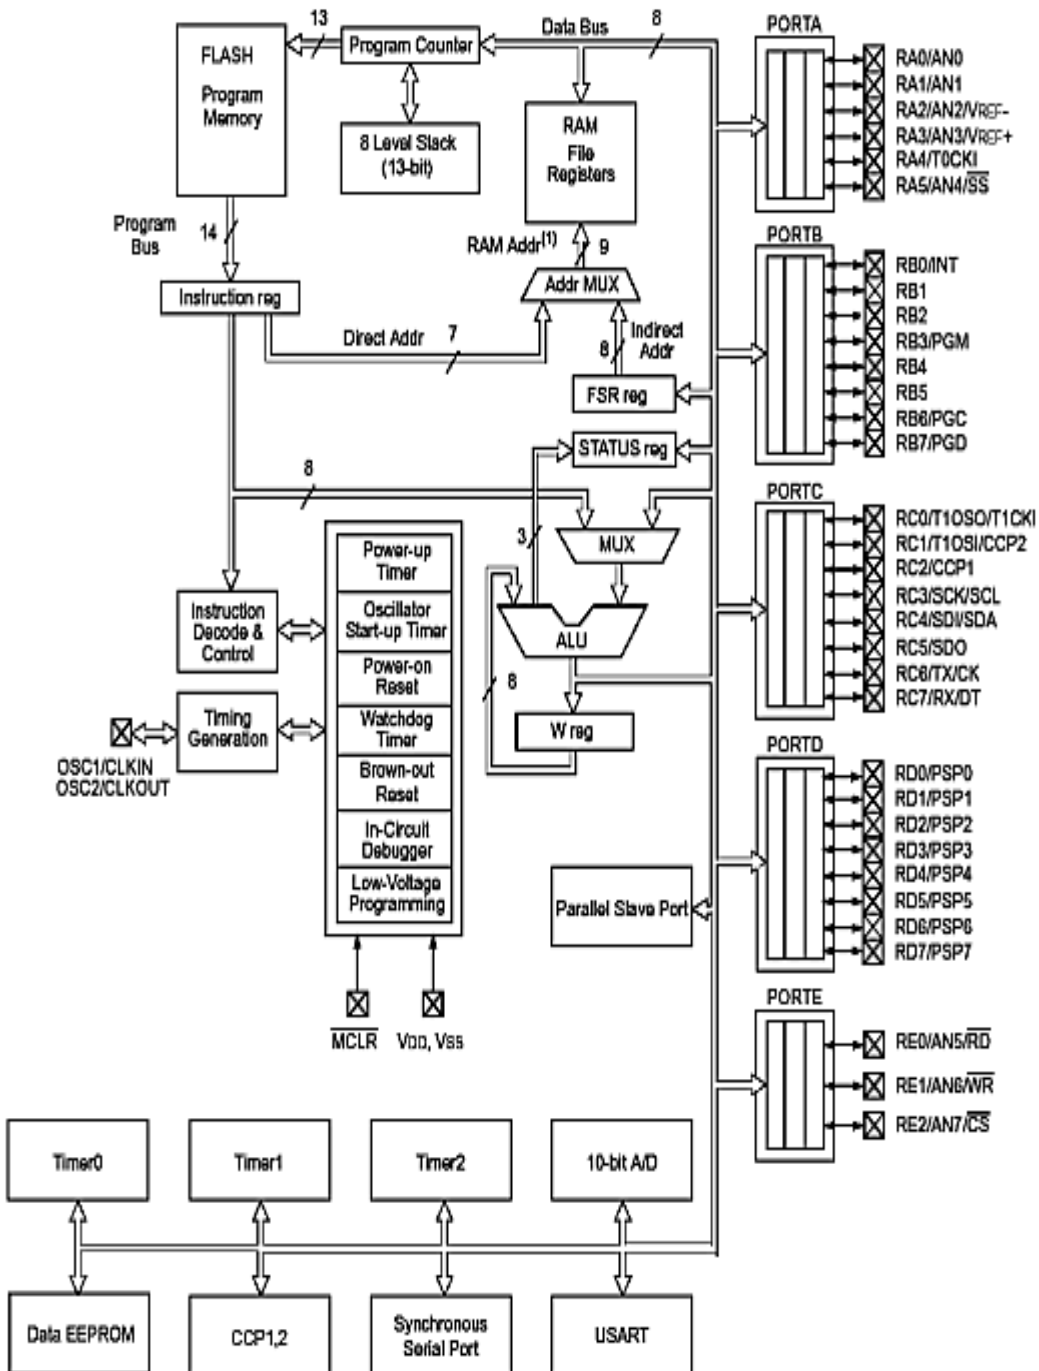 13
Data Bus
8
PORTA
FLASH
Program
Memory
Program Counter
RA0/AN0
RA1/AN1
RA2/AN2/VREF-
RA3/AN3/VREF+
RA4/T0CKI
RA5/AN4/SS
8 Level Stack
(13-bit)
RAM
File
Registers
Program
Bus
14
RAM Addr(1)
9
PORTB
Addr MUX
Instruction reg
RB0/INT
RB1
RB2
RB3/PGM
RB4
RB5
RB6/PGC
RB7/PGD
Direct Addr
7
8
Indirect
Addr
FSR reg
STATUS reg
8
PORTC
3
MUX
RC0/T1OSO/T1CKI
RC1/T1OSI/CCP2
RC2/CCP1
RC3/SCK/SCL
RC4/SDI/SDA
RC5/SDO
RC6/TX/CK
RC7/RX/DT
Power-up
Timer
Instruction
Decode &
Control
Oscillator
Start-up Timer
ALU
Power-on
Reset
8
Timing
Generation
Watchdog
Timer
W reg
OSC1/CLKIN
OSC2/CLKOUT
Brown-out
Reset
In-Circuit
Debugger
Low-Voltage
Programming
PORTD
RD0/PSP0
RD1/PSP1
RD2/PSP2
RD3/PSP3
RD4/PSP4
RD5/PSP5
RD6/PSP6
RD7/PSP7
Parallel Slave Port
MCLR
VDD, VSS
PORTE
RE0/AN5/RD
RE1/AN6/WR
RE2/AN7/CS
Timer0
Timer1
Timer2
10-bit A/D
Data EEPROM
CCP1,2
Synchronous
Serial Port
USART